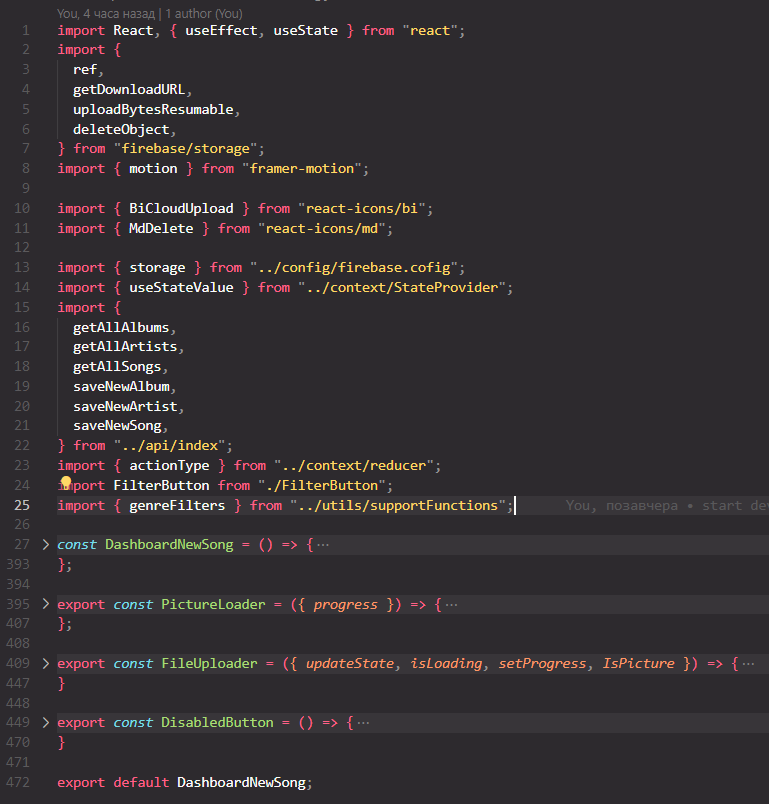 You, 4 часа назад | 1 author (You)
1 import React, { useEffect, useState } from "react";
2 import {
3 ref,
4 getDownloadURL,
5 uploadBytesResumable,
6 deleteObject,
7 } from "firebase/storage";
8 import { motion } from "framer-motion";
9
10 import { BiCloudUpload } from "react-icons/bi";
11 import { MdDelete } from "react-icons/md";
12
13 import { storage } from "../config/firebase.cofig";
14 import { useStateValue } from "../context/StateProvider";
15 import {
16 getAllAlbums,
17 getAllArtists,
18 getAllSongs,
19 saveNewAlbum,
20 saveNewArtist,
21 saveNewSong,
22 } from "../api/index";
23 import { actionType } from "../context/reducer";
24 import FilterButton from "./FilterButton";
25 import { genreFilters } from "../utils/supportFunctions"; You, позавчера • start dev
26
27 const DashboardNewSong = () => {···
393 };
394
395 export const PictureLoader = ({ progress }) => {···
407 };
408
409 export const FileUploader = ({ updateState, isLoading, setProgress, IsPicture }) => {···
447 }
448
449 export const DisabledButton = () => {···
470 }
471
472 export default DashboardNewSong;